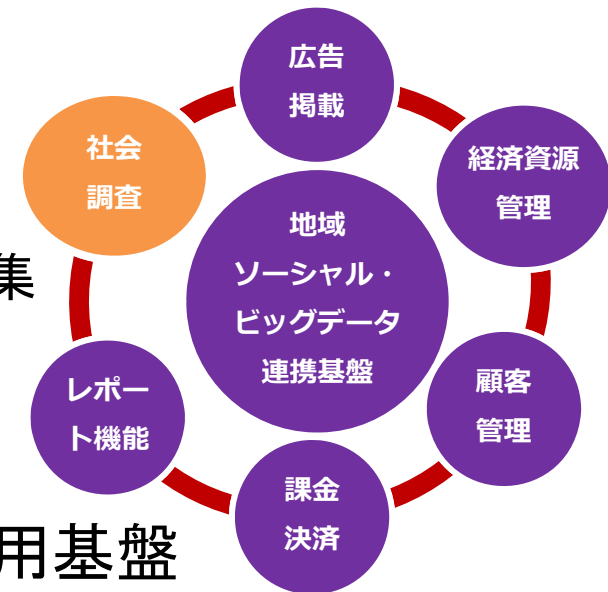 広告
掲載
社会
調査
経済資源
管理
地域
ソーシャル・
ビッグデータ
連携基盤
集
レポー
ト機能
顧客
管理
課金
決済
用基盤